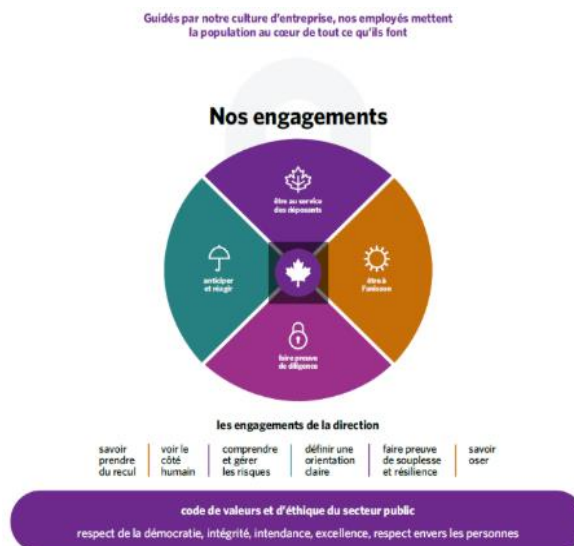 Guidés par notre culture d'entreprise, nos employés mettent
la population au cœur de tout ce qu'ils font
Nos engagements
être au service
des déposants
anticiper
et réagir
être à
l'unisson
faire preuve
de diligence
les engagements de la direction
savoir
prendre
du recul
voir le
côté
humain
comprendre
et gérer
les risques
définir une
orientation
claire
faire preuve
de souplesse
et résilience
savoir
oser
code de valeurs et d'éthique du secteur public
respect de la démocratie, intégrité, intendance, excellence, respect envers les personnes